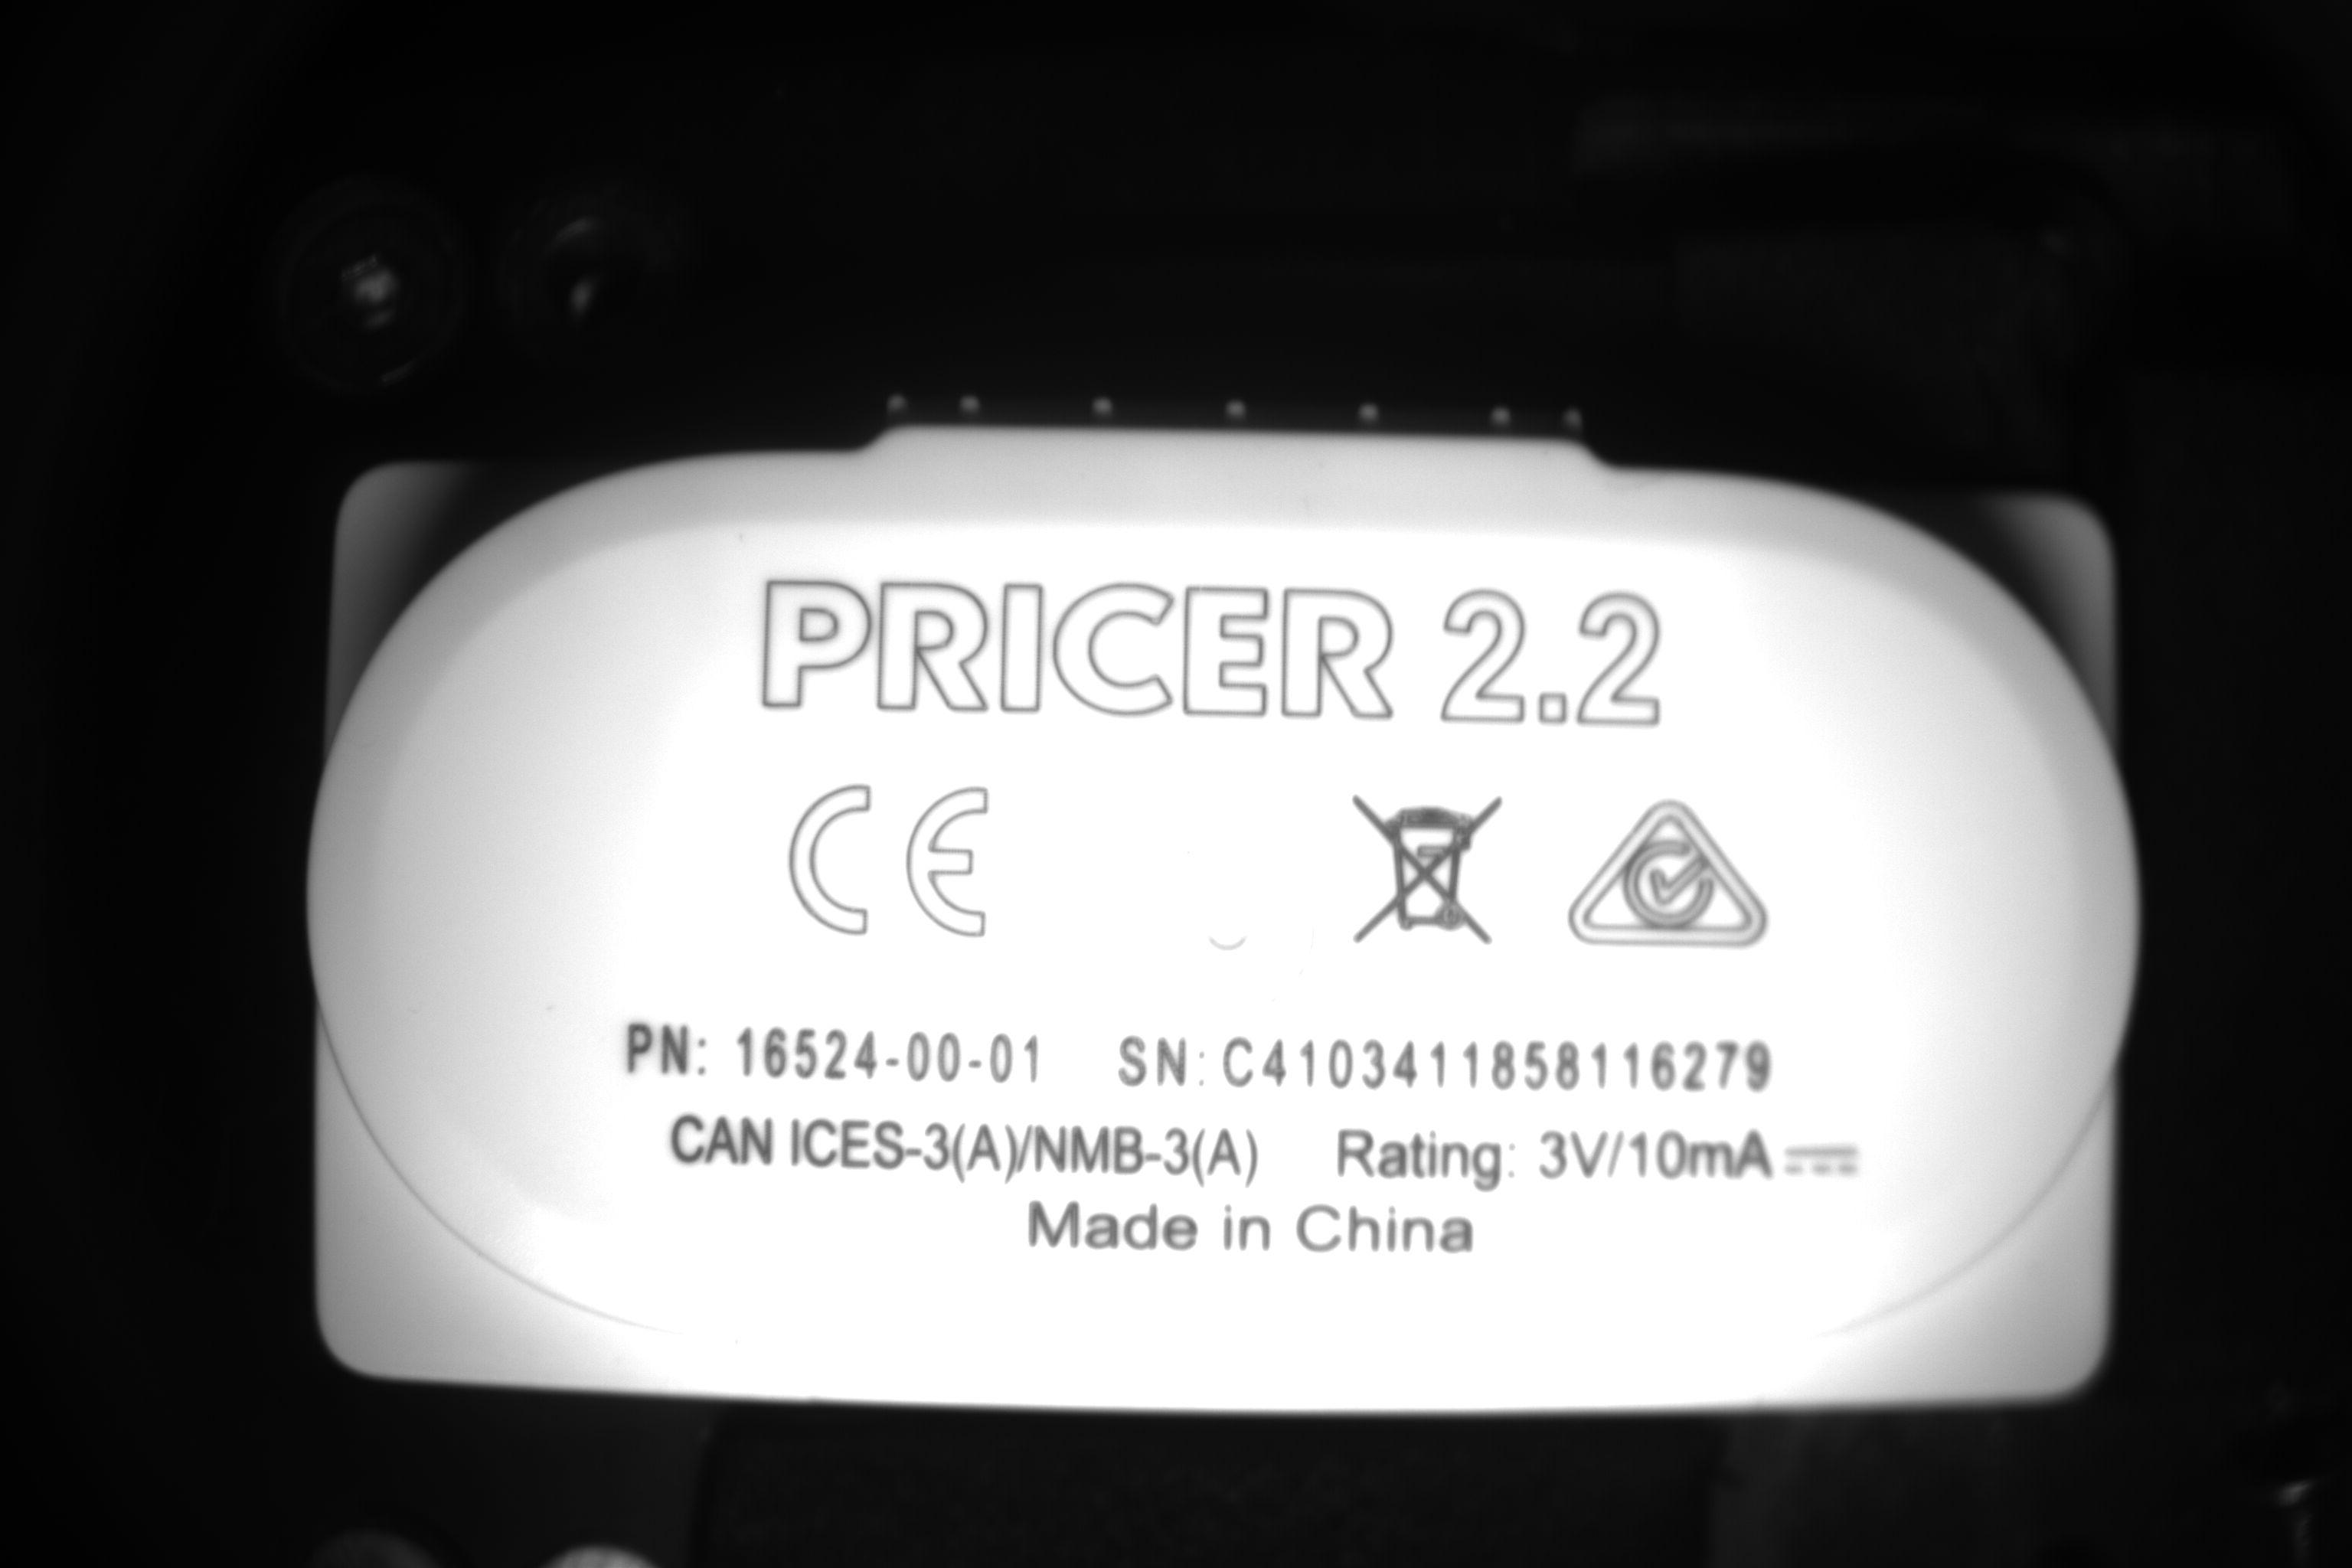 PRICER 2.2
CE
PN: 16524-00-01 SN: C4103411858116279
CAN ICES-3(A)/NMB-3(A) Rating: 3V/10mA
Made in China